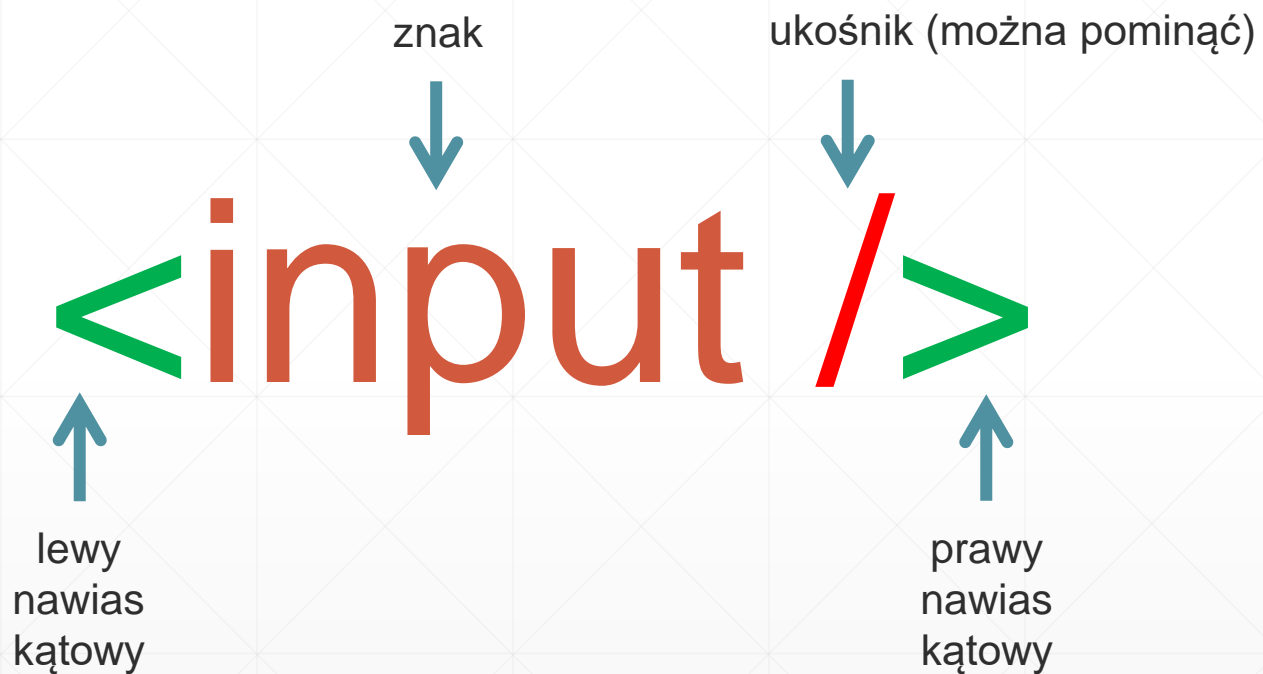 znak
ukośnik (można pominąć)
<input />
lewy
nawias
kątowy
prawy
nawias
kątowy